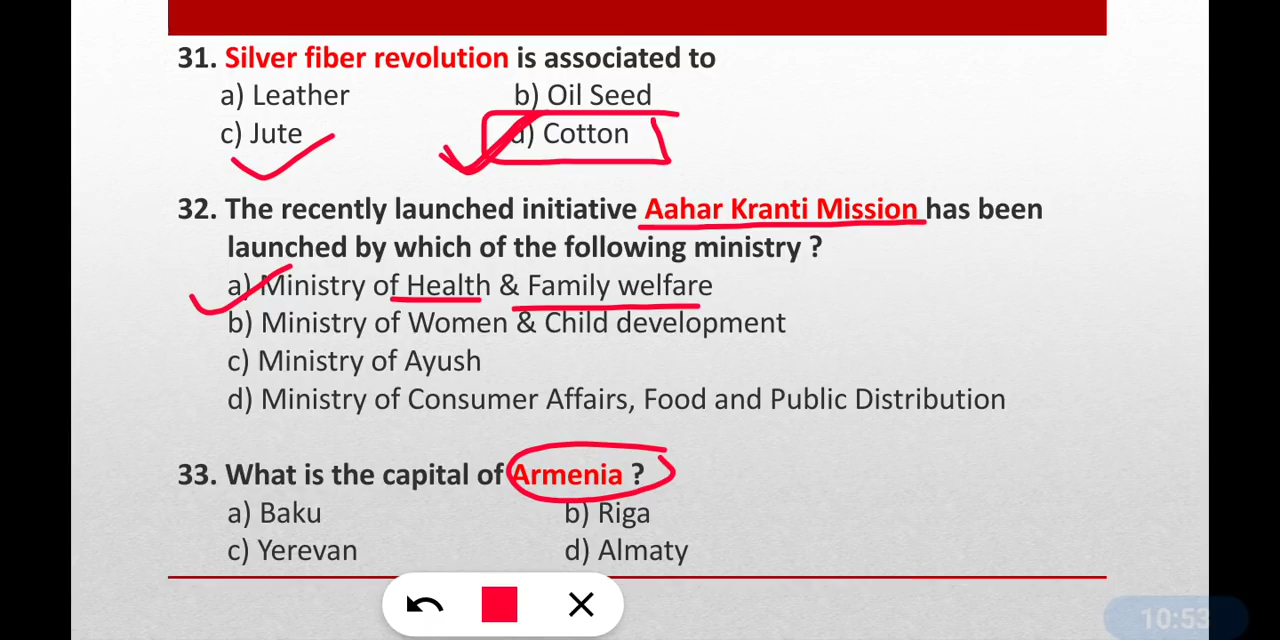 31. Silver fiber revolution is associated to
a) Leather b) Oil Seed
c) Jute d) Cotton
32. The recently launched initiative Aahar Kranti Mission has been
launched by which of the following ministry ?
a) Ministry of Health & Family welfare
b) Ministry of Women & Child development
c) Ministry of Ayush
d) Ministry of Consumer Affairs, Food and Public Distribution
33. What is the capital of Armenia ?
a) Baku b) Riga
c) Yerevan d) Almaty
10:53